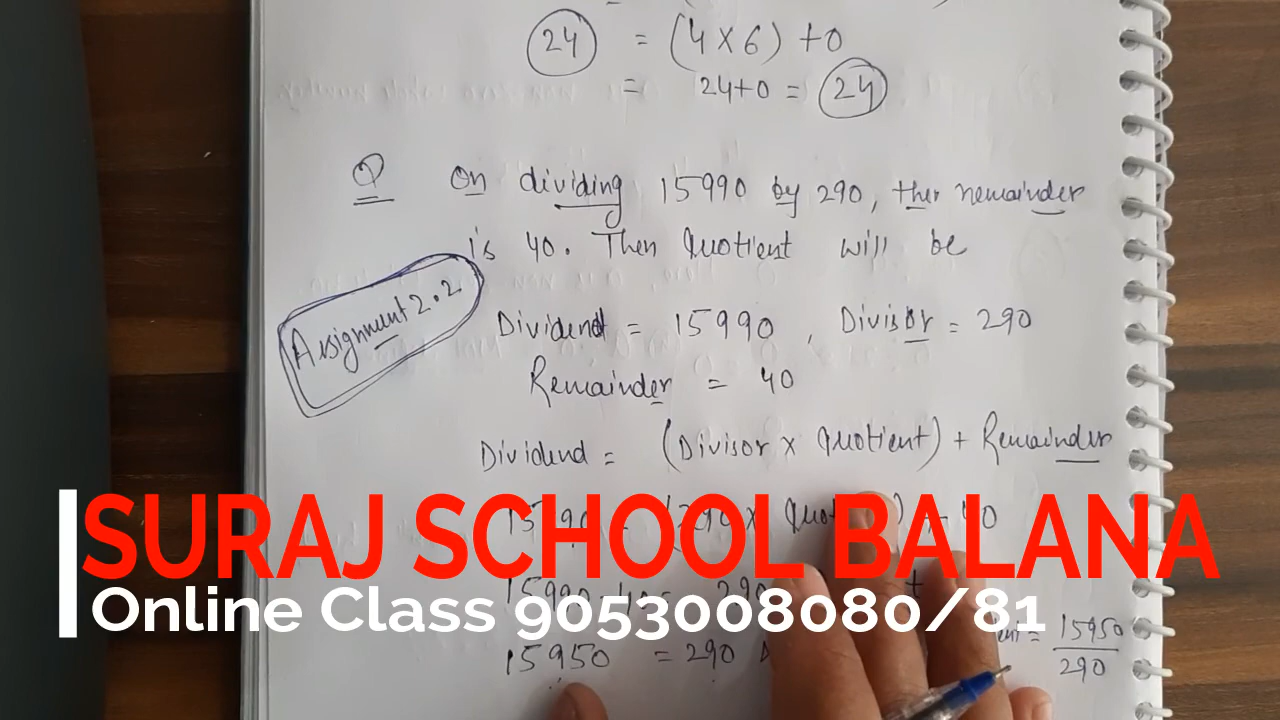 24 = (4×6) +0
= 24+0 = 24
Q On dividing 15990 by 290, ther remainder
is 40. Then Quotient will be
Assignment 2.2
Dividend = 15990, Divisor = 290
Remainder = 40
Dividend = (Divisor × Quotient) + Remainder
SURAJ SCHOOL BALANA
Online Class 9053008080/81
15950 = 290
= 15950/290